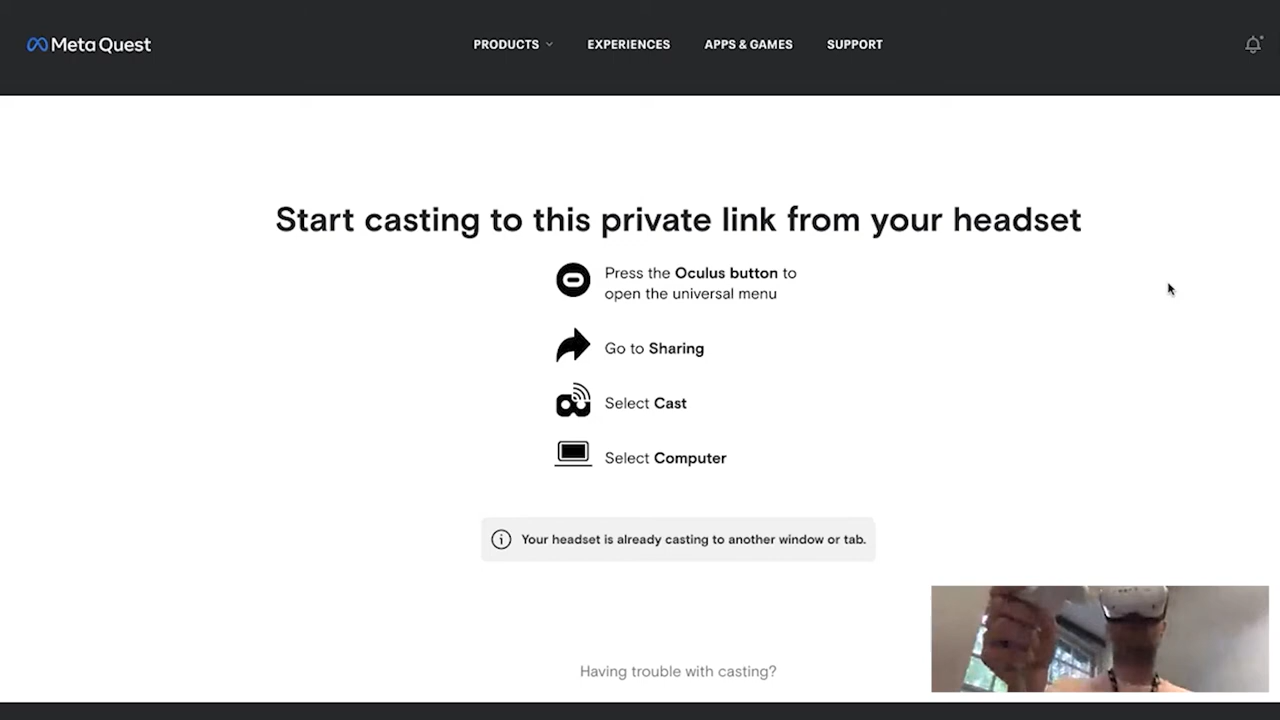 Meta Quest
PRODUCTS
EXPERIENCES
APPS & GAMES
SUPPORT
Start casting to this private link from your headset
Press the Oculus button to
open the universal menu
Go to Sharing
Select Cast
Select Computer
Your headset is already casting to another window or tab.
Having trouble with casting?